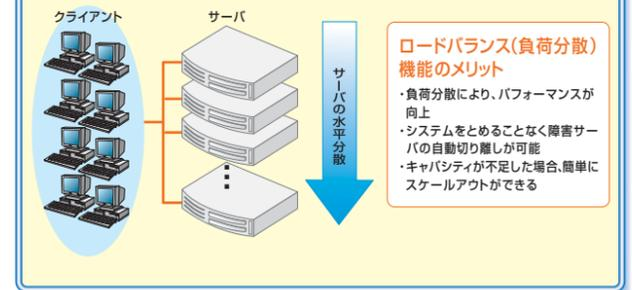 クライアント
サーバ
サーバの水平分散
ロードバランス（負荷分散）
機能のメリット
・負荷分散により、パフォーマンスが
向上
・システムをとめることなく障害サー
バの自動切り離しが可能
・キャパシティが不足した場合、簡単に
スケールアウトができる